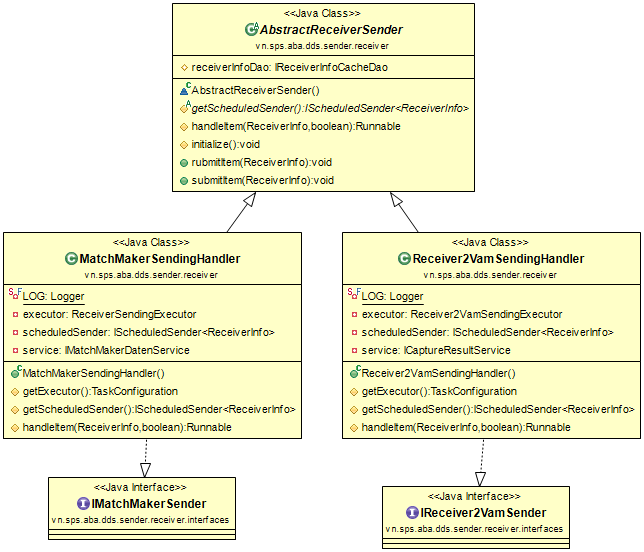 <<Java Class>>
AbstractReceiverSender
vn.sps.aba.dds.sender.receiver
receiverInfoDao: IReceiverInfoCacheDao
AbstractReceiverSender()
getScheduledSender():IScheduledSender<ReceiverInfo>
handleItem(ReceiverInfo,boolean):Runnable
initialize():void
rubmitItem(ReceiverInfo):void
submitItem(ReceiverInfo):void
<<Java Class>>
MatchMakerSendingHandler
vn.sps.aba.dds.sender.receiver
LOG: Logger
executor: ReceiverSendingExecutor
scheduledSender: IScheduledSender<ReceiverInfo>
service: IMatchMakerDatenService
MatchMakerSendingHandler()
getExecutor():TaskConfiguration
getScheduledSender():IScheduledSender<ReceiverInfo>
handleItem(ReceiverInfo,boolean):Runnable
<<Java Class>>
Receiver2VamSendingHandler
vn.sps.aba.dds.sender.receiver
LOG: Logger
executor: Receiver2VamSendingExecutor
scheduledSender: IScheduledSender<ReceiverInfo>
service: ICaptureResultService
Receiver2VamSendingHandler()
getExecutor():TaskConfiguration
getScheduledSender():IScheduledSender<ReceiverInfo>
handleItem(ReceiverInfo,boolean):Runnable
<<Java Interface>>
IMatchMakerSender
vn.sps.aba.dds.sender.receiver.interfaces
<<Java Interface>>
IReceiver2VamSender
vn.sps.aba.dds.sender.receiver.interfaces